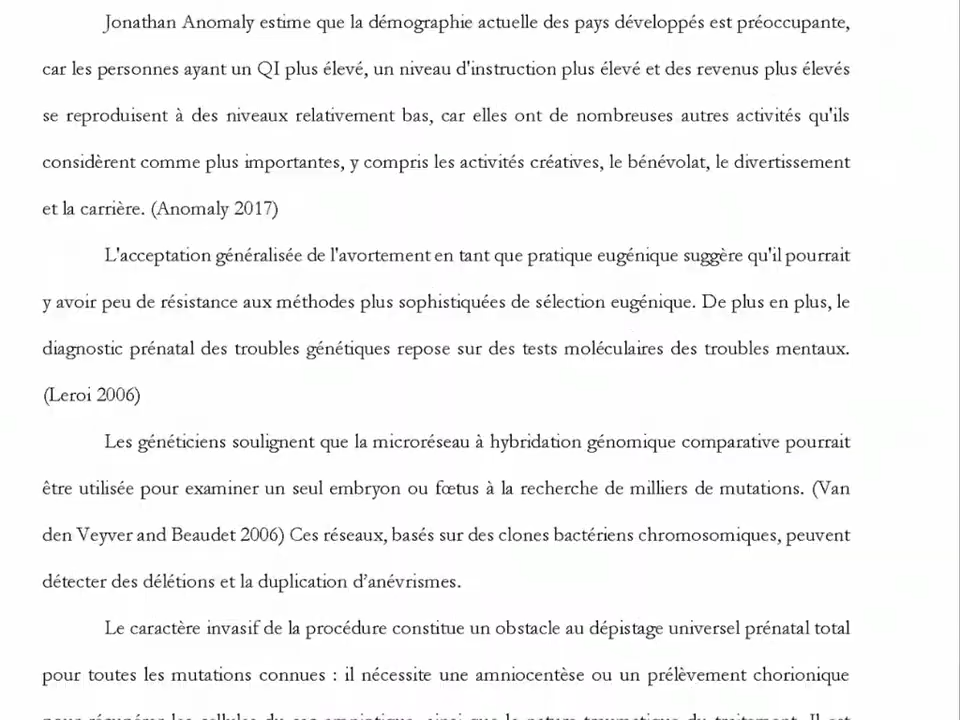 Jonathan Anomaly estime que la démographie actuelle des pays développés est préoccupante,
car les personnes ayant un QI plus élevé, un niveau d'instruction plus élevé et des revenus plus élevés
se reproduisent à des niveaux relativement bas, car elles ont de nombreuses autres activités qu'ils
considèrent comme plus importantes, y compris les activités créatives, le bénévolat, le divertissement
et la carrière. (Anomaly 2017)
L'acceptation généralisée de l'avortement en tant que pratique eugénique suggère qu'il pourrait
y avoir peu de résistance aux méthodes plus sophistiquées de sélection eugénique. De plus en plus, le
diagnostic prénatal des troubles génétiques repose sur des tests moléculaires des troubles mentaux.
(Leroi 2006)
Les généticiens soulignent que la microréseau à hybridation génomique comparative pourrait
être utilisée pour examiner un seul embryon ou fœtus à la recherche de milliers de mutations. (Van
den Veyver and Beaudet 2006) Ces réseaux, basés sur des clones bactériens chromosomiques, peuvent
détecter des délétions et la duplication d’anévrismes.
Le caractère invasif de la procédure constitue un obstacle au dépistage universel prénatal total
pour toutes les mutations connues : il nécessite une amniocentèse ou un prélèvement chorionique